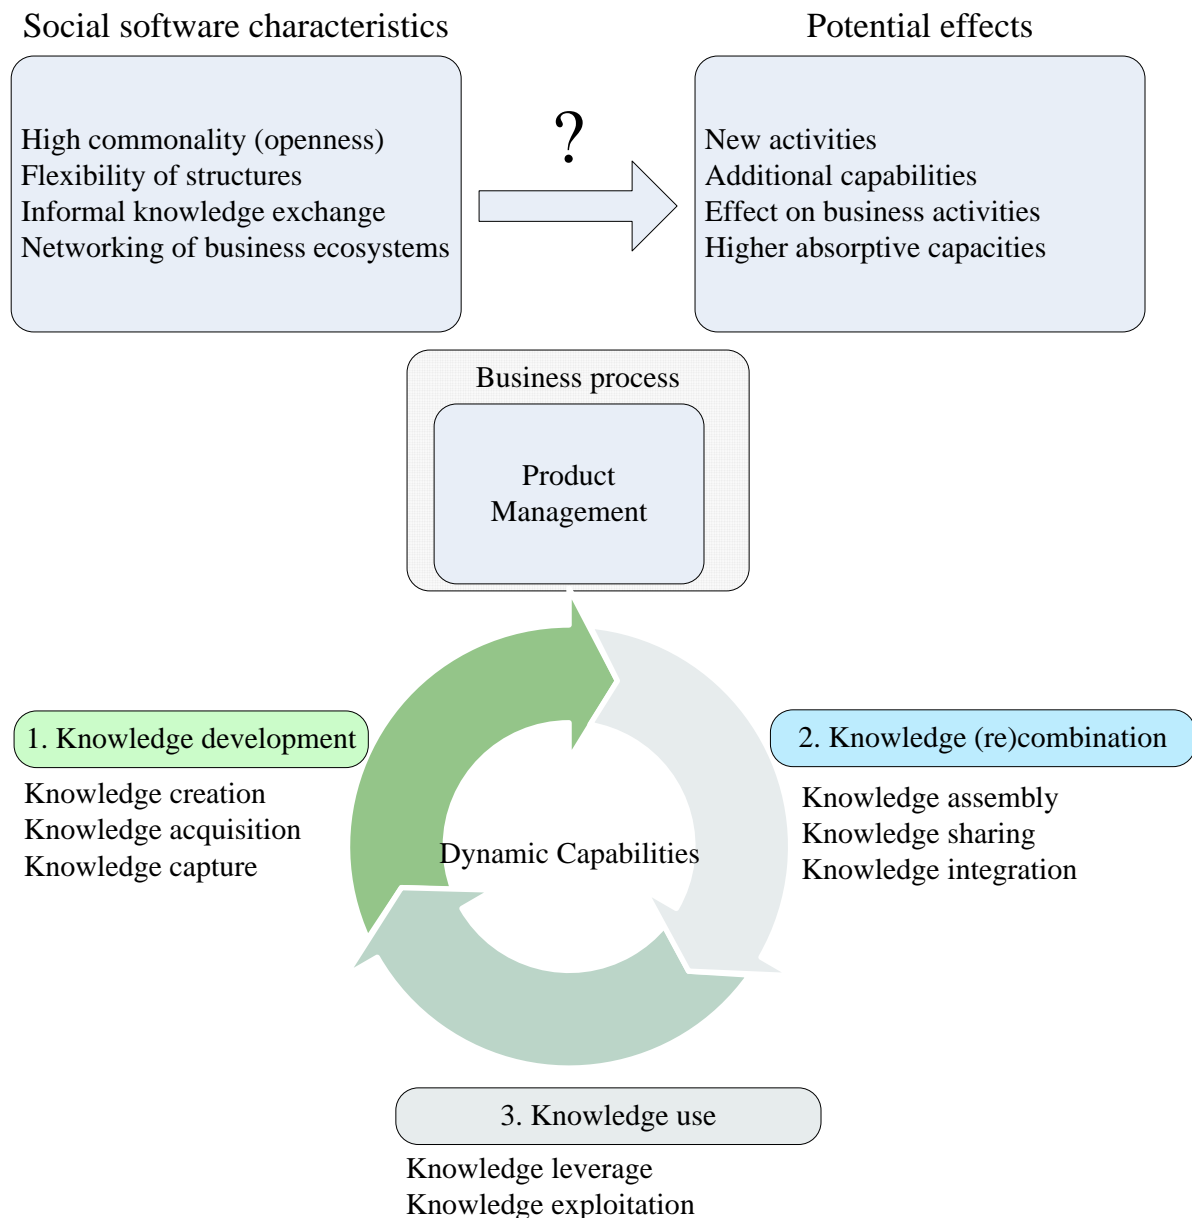 Social software characteristics
Potential effects
High commonality (openness)
Flexibility of structures
Informal knowledge exchange
Networking of business ecosystems
?
New activities
Additional capabilities
Effect on business activities
Higher absorptive capacities
Business process
Product
Management
1. Knowledge development
Knowledge creation
Knowledge acquisition
Knowledge capture
2. Knowledge (re)combination
Knowledge assembly
Knowledge sharing
Knowledge integration
Dynamic Capabilities
3. Knowledge use
Knowledge leverage
Knowledge exploitation